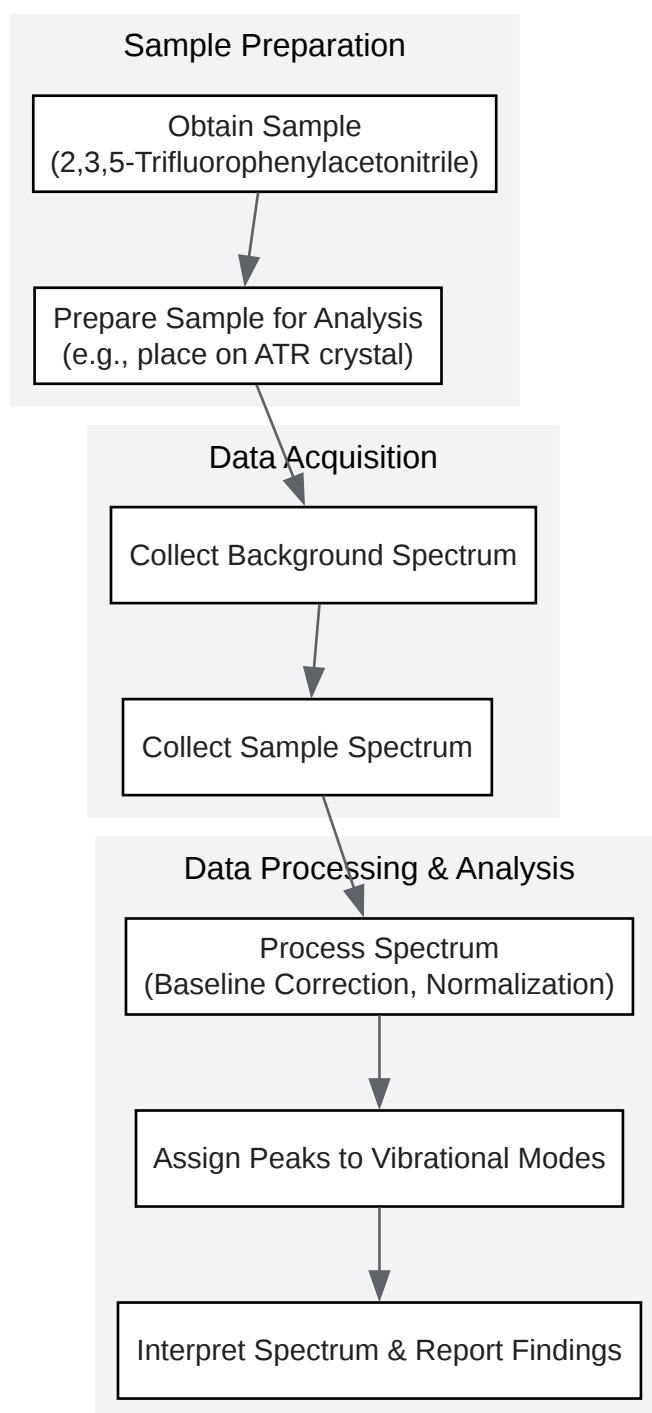 Sample Preparation
Obtain Sample
(2,3,5-Trifluorophenylacetonitrile)
Prepare Sample for Analysis
(e.g., place on ATR crystal)
Data Acquisition
Collect Background Spectrum
Collect Sample Spectrum
Data Processing & Analysis
Process Spectrum
(Baseline Correction, Normalization)
Assign Peaks to Vibrational Modes
Interpret Spectrum & Report Findings